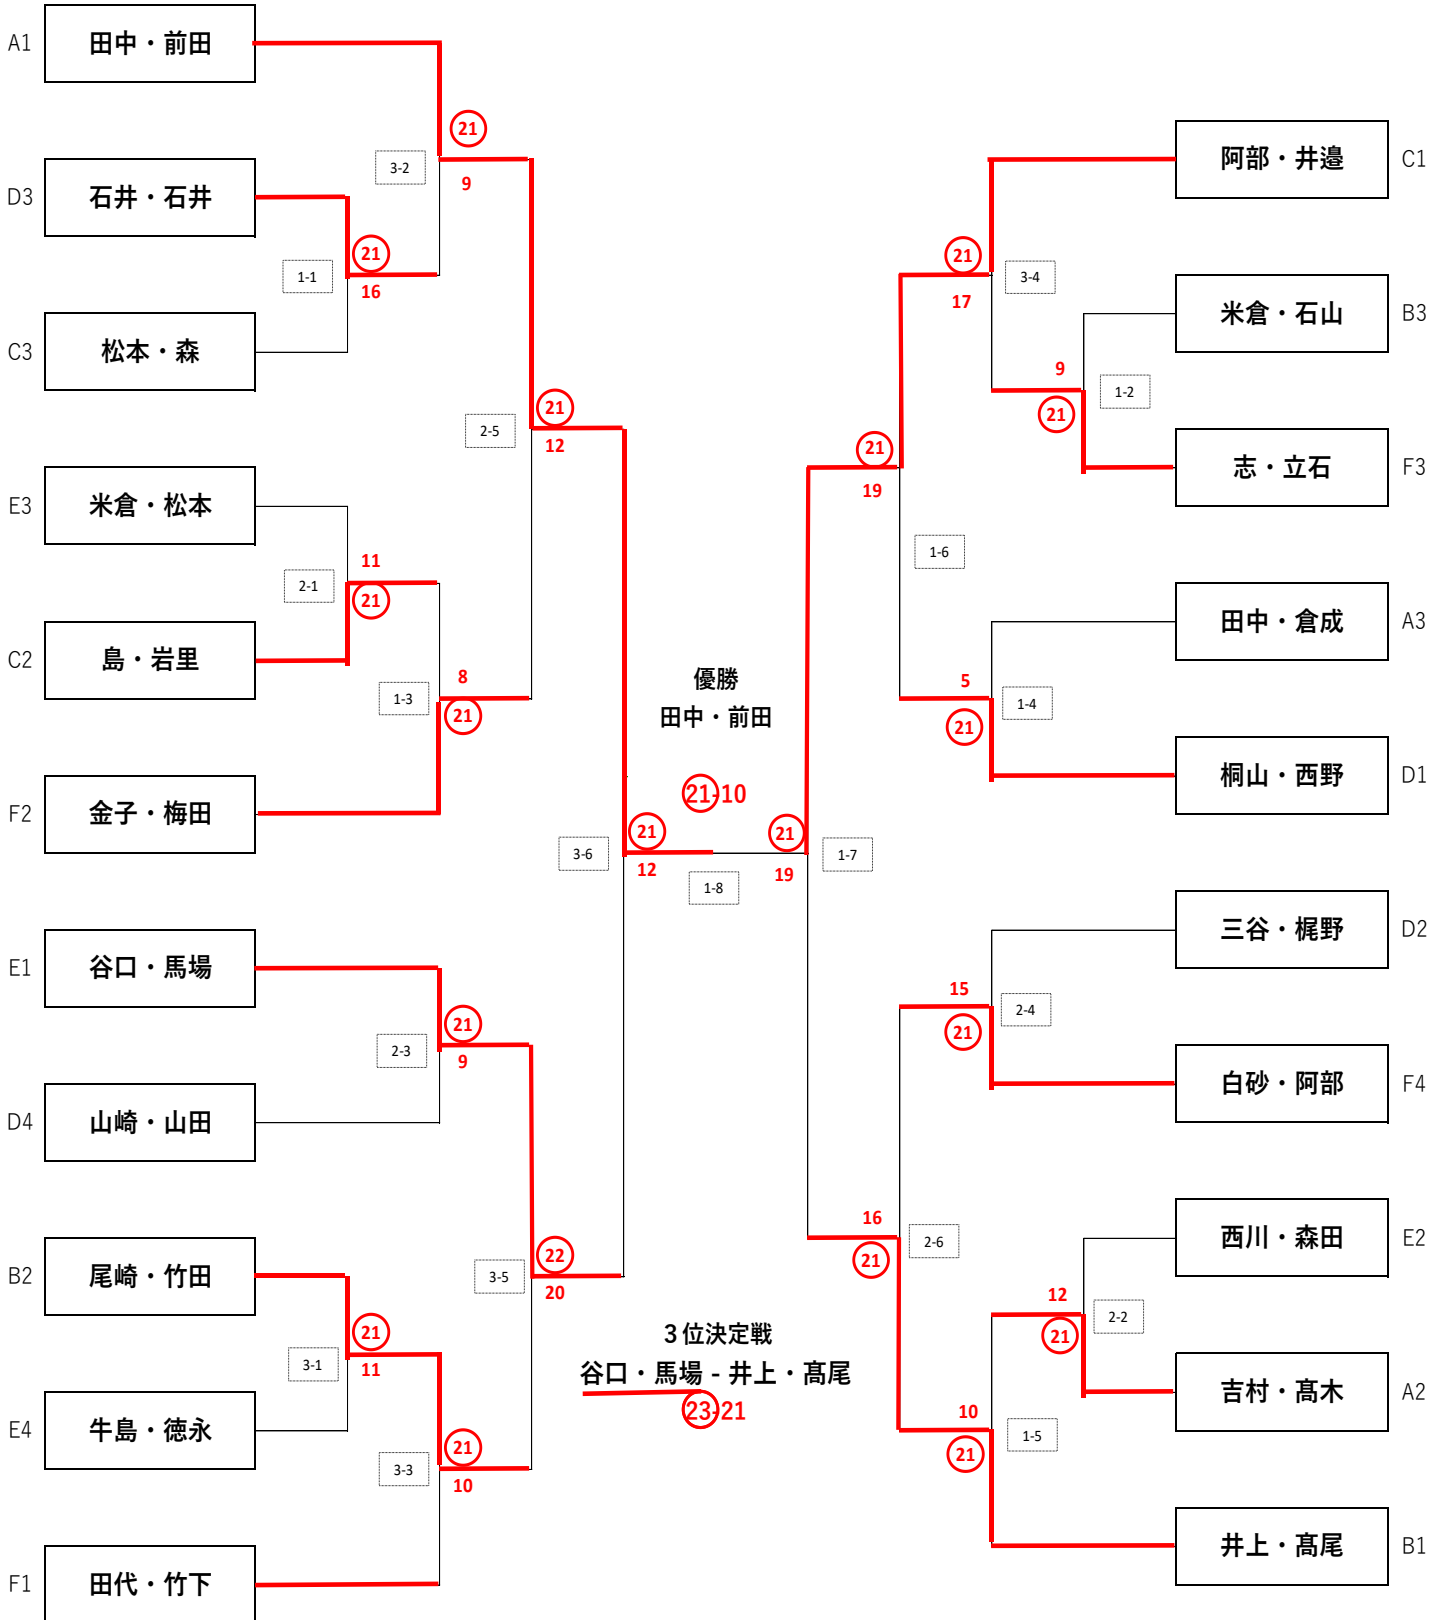 A1 田中・前田
21
3-2
9
D3 石井・石井
21
1-1
16
C3 松本・森
21
2-5
12
E3 米倉・松本
11
2-1
21
C2 島・岩里
8
1-3
21
F2 金子・梅田
21
3-6
12
E1 谷口・馬場
21
2-3
9
D4 山崎・山田
22
3-5
20
B2 尾崎・竹田
21
3-1
11
E4 牛島・徳永
21
3-3
10
F1 田代・竹下
優勝
田中・前田
21-10
1-8
3位決定戦
谷口・馬場 - 井上・髙尾
23-21
阿部・井邉 C1
21
3-4
17
米倉・石山 B3
9
1-2
21
志・立石 F3
21
19
1-6
田中・倉成 A3
5
1-4
21
桐山・西野 D1
21
1-7
19
三谷・梶野 D2
15
2-4
21
白砂・阿部 F4
16
2-6
21
西川・森田 E2
12
2-2
21
吉村・髙木 A2
10
1-5
21
井上・髙尾 B1